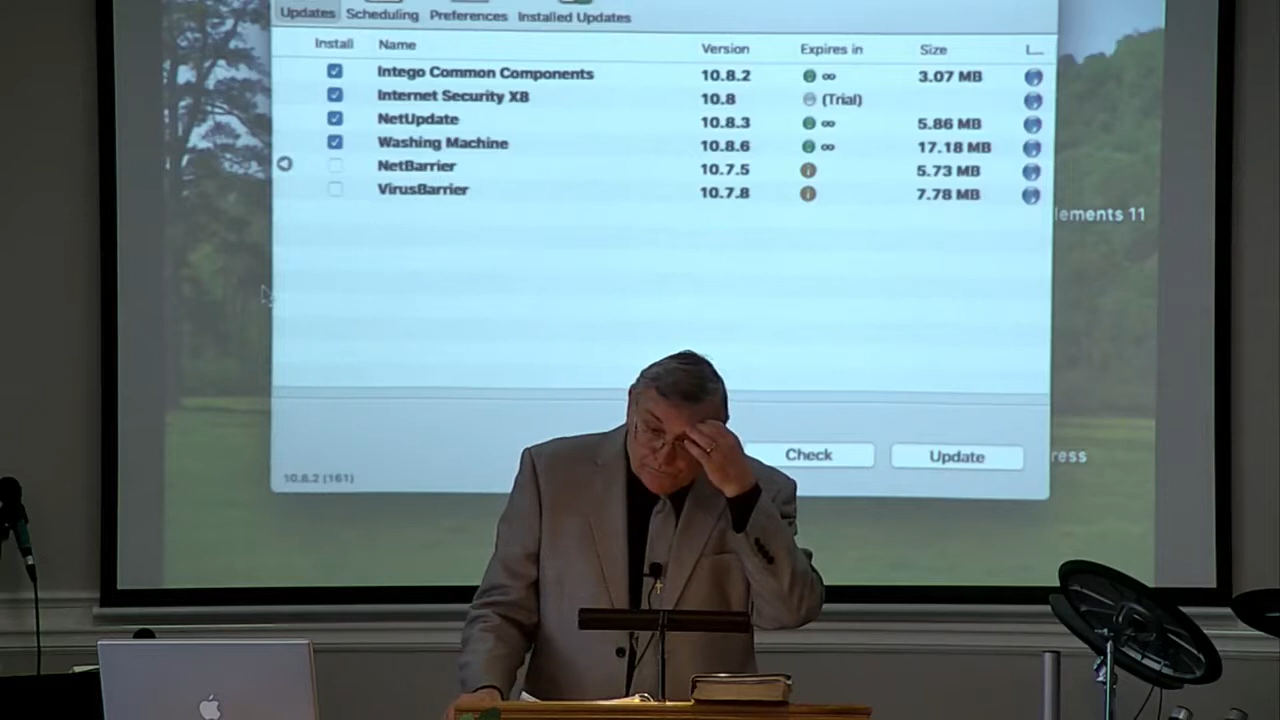 Updates Scheduling Preferences Installed Updates
Install Name Version Expires in Size L...
Intego Common Components 10.8.2 ∞ 3.07 MB
Internet Security X8 10.8 (Trial)
NetUpdate 10.8.3 ∞ 5.86 MB
Washing Machine 10.8.6 ∞ 17.18 MB
NetBarrier 10.7.5 5.73 MB
VirusBarrier 10.7.8 7.78 MB
lements 11
Check Update
ress
10.8.2 (161)